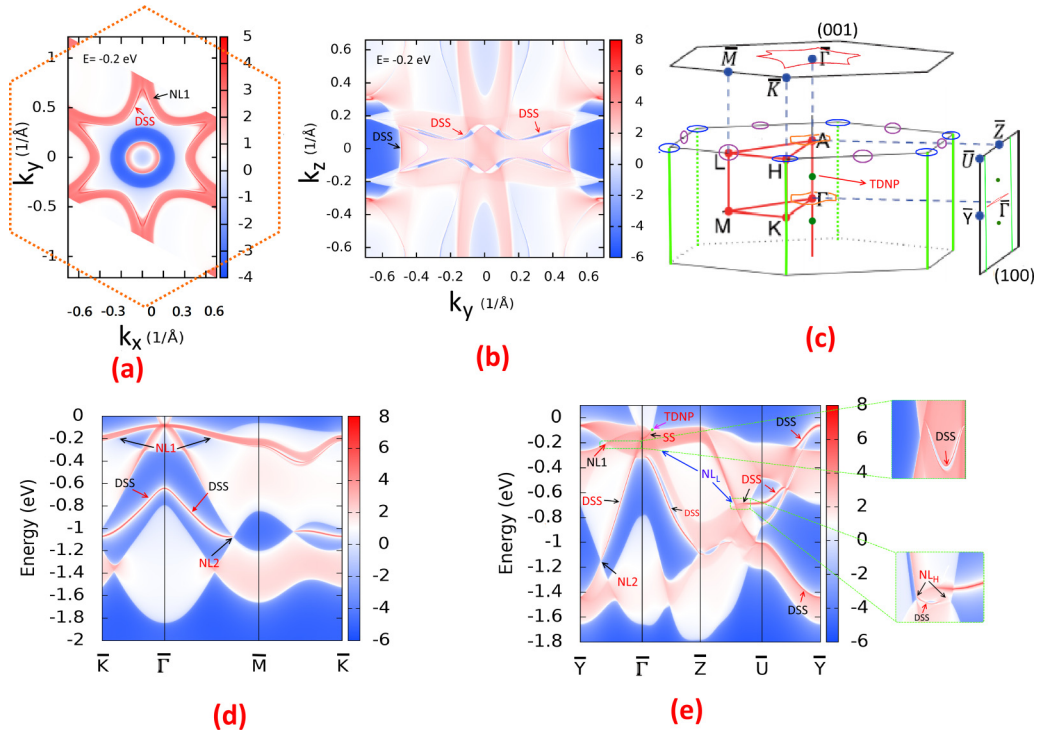 E= -0.2 eV
NL1
DSS
1
0.5
0
-0.5
-1
k_y (1/Å)
-0.6
-0.3
0
0.3
0.6
k_x (1/Å)
5
4
3
2
1
0
-1
-2
-3
-4
(a)
E= -0.2 eV
DSS
DSS
DSS
0.6
0.4
0.2
0
-0.2
-0.4
-0.6
k_z (1/Å)
-0.6
-0.4
-0.2
0
0.2
0.4
0.6
k_y (1/Å)
8
6
4
2
0
-2
-4
-6
(b)
(001)
M̅
Γ̅
K̅
A
L
H
TDNP
Γ
M
K
Z̅
U̅
Y̅
Γ̅
(100)
(c)
Energy (eV)
0
-0.2
-0.4
-0.6
-0.8
-1
-1.2
-1.4
-1.6
-1.8
-2
NL1
DSS
DSS
NL2
K̅
Γ̅
M̅
K̅
8
6
4
2
0
-2
-4
-6
(d)
Energy (eV)
0
-0.2
-0.4
-0.6
-0.8
-1
-1.2
-1.4
-1.6
-1.8
TDNP
SS
NL1
NL_L
DSS
DSS
DSS
DSS
NL2
DSS
Y̅
Γ̅
Z̅
U̅
Y̅
8
6
4
2
0
-2
-4
-6
DSS
NL_H
DSS
(e)